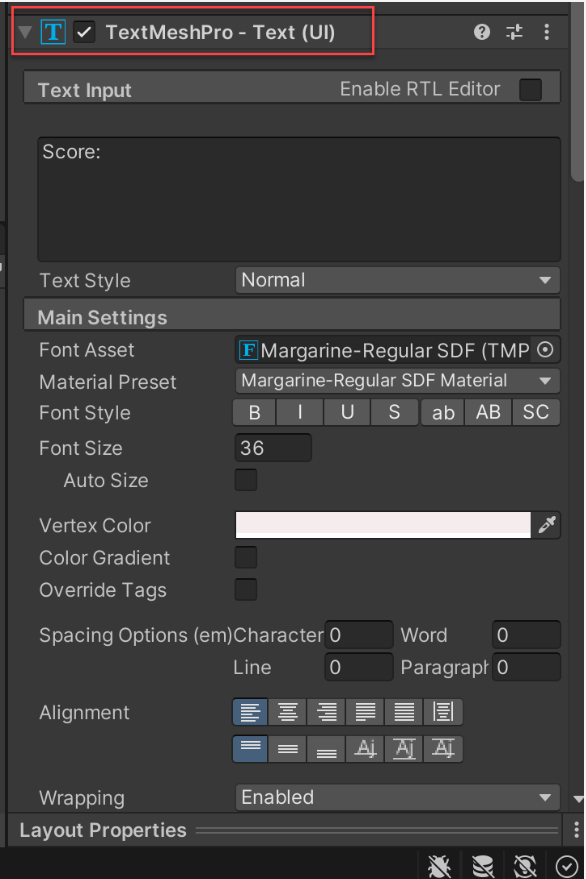 TextMeshPro - Text (UI)
Text Input Enable RTL Editor
Score:
Text Style Normal
Main Settings
Font Asset F Margarine-Regular SDF (TMP
Material Preset Margarine-Regular SDF Material
Font Style B I U S ab AB SC
Font Size 36
Auto Size
Vertex Color
Color Gradient
Override Tags
Spacing Options (em) Character 0 Word 0
Line 0 Paragraph 0
Alignment
Wrapping Enabled
Layout Properties